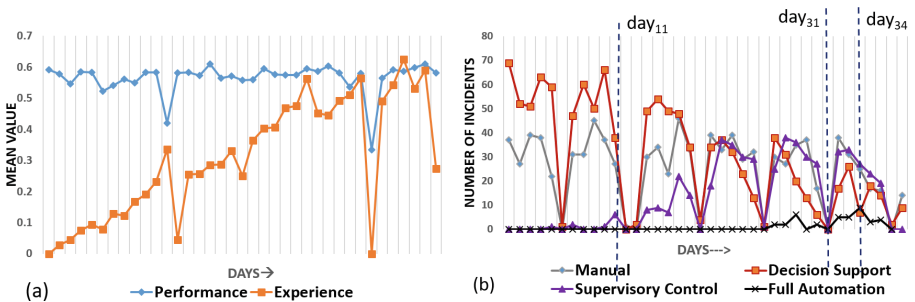 day11
day31
day34
0.7
0.6
0.5
0.4
0.3
0.2
0.1
0
MEAN VALUE
DAYS→
Performance
Experience
(a)
80
70
60
50
40
30
20
10
0
NUMBER OF INCIDENTS
DAYS--->
Manual
Decision Support
Supervisory Control
Full Automation
(b)